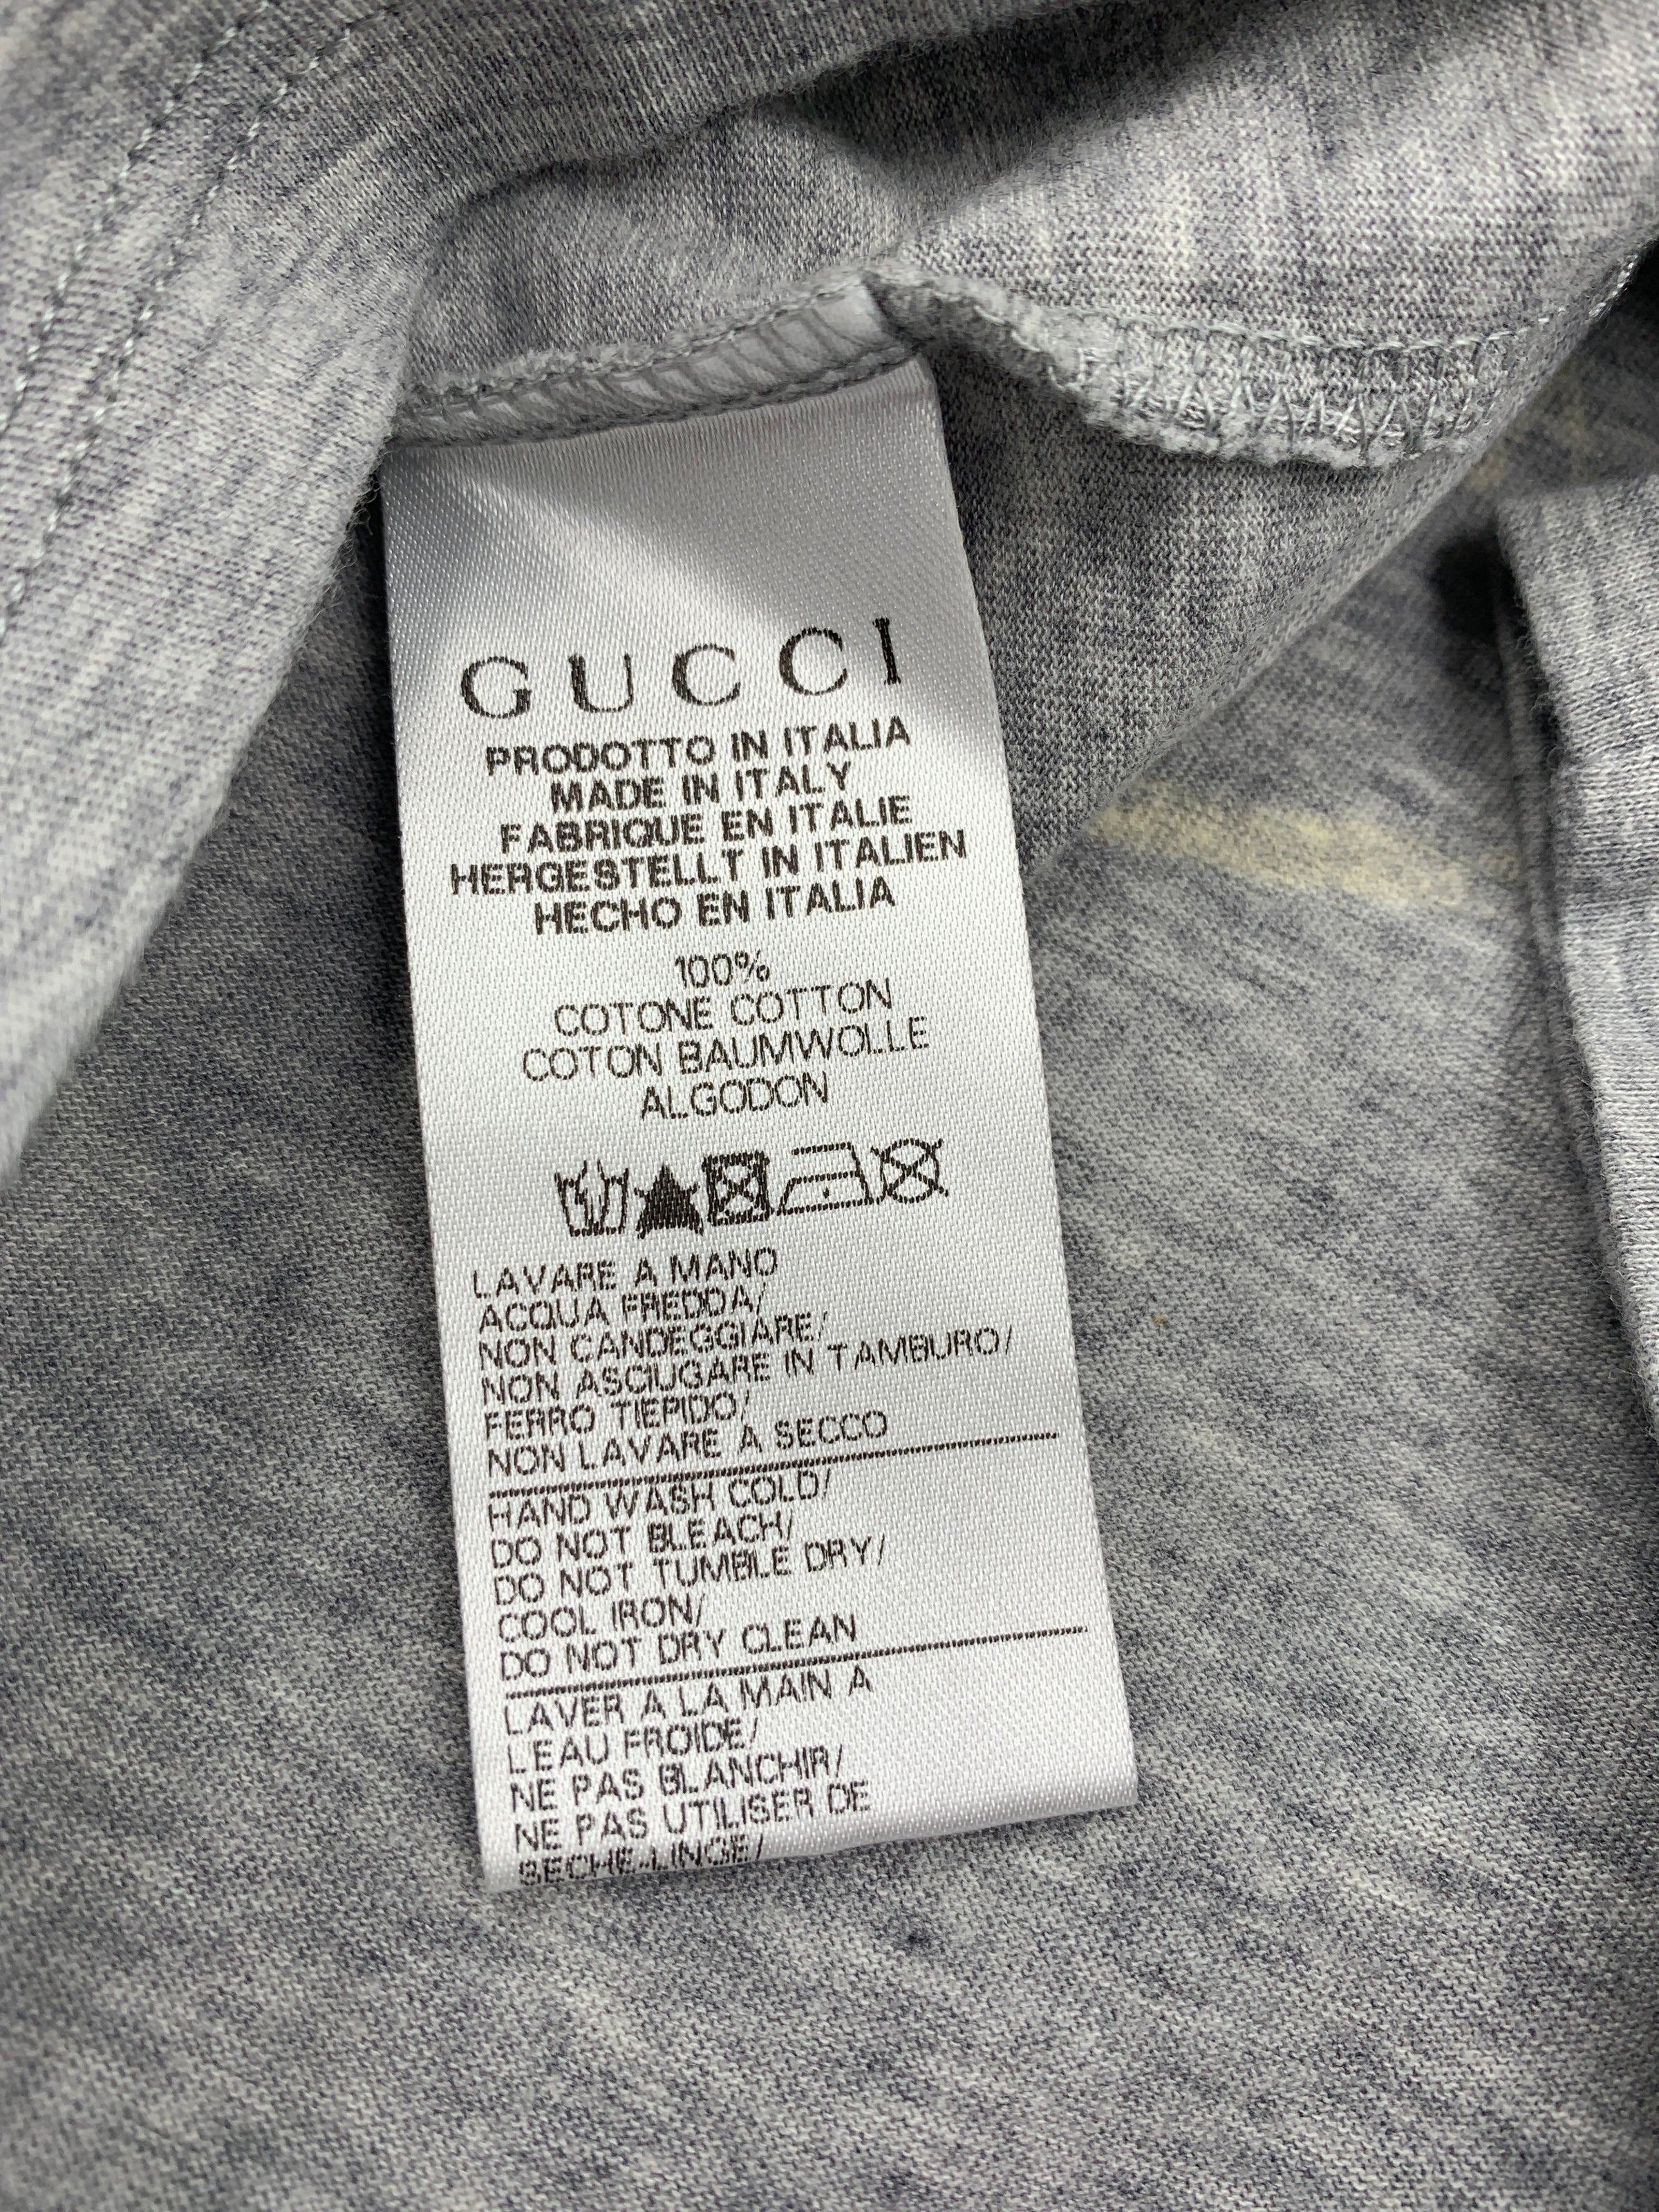 GUCCI
PRODOTTO IN ITALIA
MADE IN ITALY
FABRIQUE EN ITALIE
HERGESTELLT IN ITALIEN
HECHO EN ITALIA
100%
COTONE COTTON
COTON BAUMWOLLE
ALGODON
LAVARE A MANO
ACQUA FREDDA/
NON CANDEGGIARE/
NON ASCIUGARE IN TAMBURO/
FERRO TIEPIDO/
NON LAVARE A SECCO
HAND WASH COLD/
DO NOT BLEACH/
DO NOT TUMBLE DRY/
COOL IRON/
DO NOT DRY CLEAN
LAVER A LA MAIN A
L'EAU FROIDE/
NE PAS BLANCHIR/
NE PAS UTILISER DE
SECHE-LINGE/